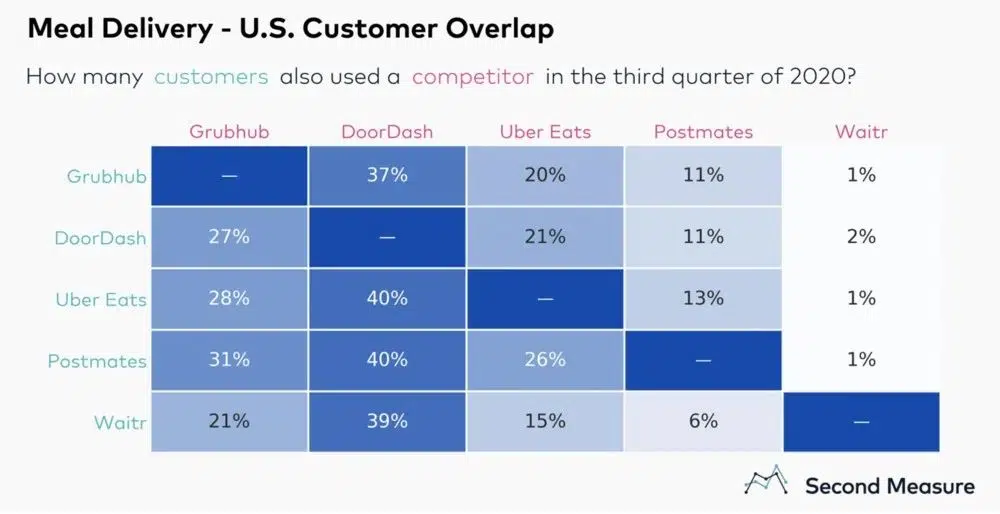 Meal Delivery - U.S. Customer Overlap
How many customers also used a competitor in the third quarter of 2020?
Grubhub DoorDash Uber Eats Postmates Waitr
Grubhub — 37% 20% 11% 1%
DoorDash 27% — 21% 11% 2%
Uber Eats 28% 40% — 13% 1%
Postmates 31% 40% 26% — 1%
Waitr 21% 39% 15% 6% —
Second Measure